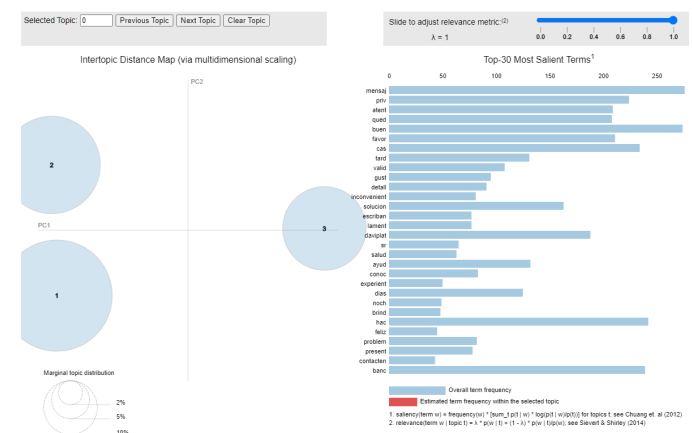 Selected Topic: 0 Previous Topic Next Topic Clear Topic
Slide to adjust relevance metric:(2)
λ = 1
0.0 0.2 0.4 0.6 0.8 1.0
Intertopic Distance Map (via multidimensional scaling)
PC2
PC1
2
3
1
Marginal topic distribution
2%
5%
10%
Top-30 Most Salient Terms1
0 50 100 150 200 250
mensaj
priv
atent
qued
buen
favor
cas
tard
valid
gust
detall
inconvenient
solucion
escriban
lament
daviplat
sr
salud
ayud
conoc
experient
dias
noch
brind
hac
feliz
problem
present
contacten
banc
Overall term frequency
Estimated term frequency within the selected topic
1. saliency(term w) = frequency(w) * [sum_t p(t | w) * log(p(t | w)/p(t))] for topics t; see Chuang et. al (2012)
2. relevance(term w | topic t) = λ * p(w | t) + (1 - λ) * p(w | t)/p(w); see Sievert & Shirley (2014)